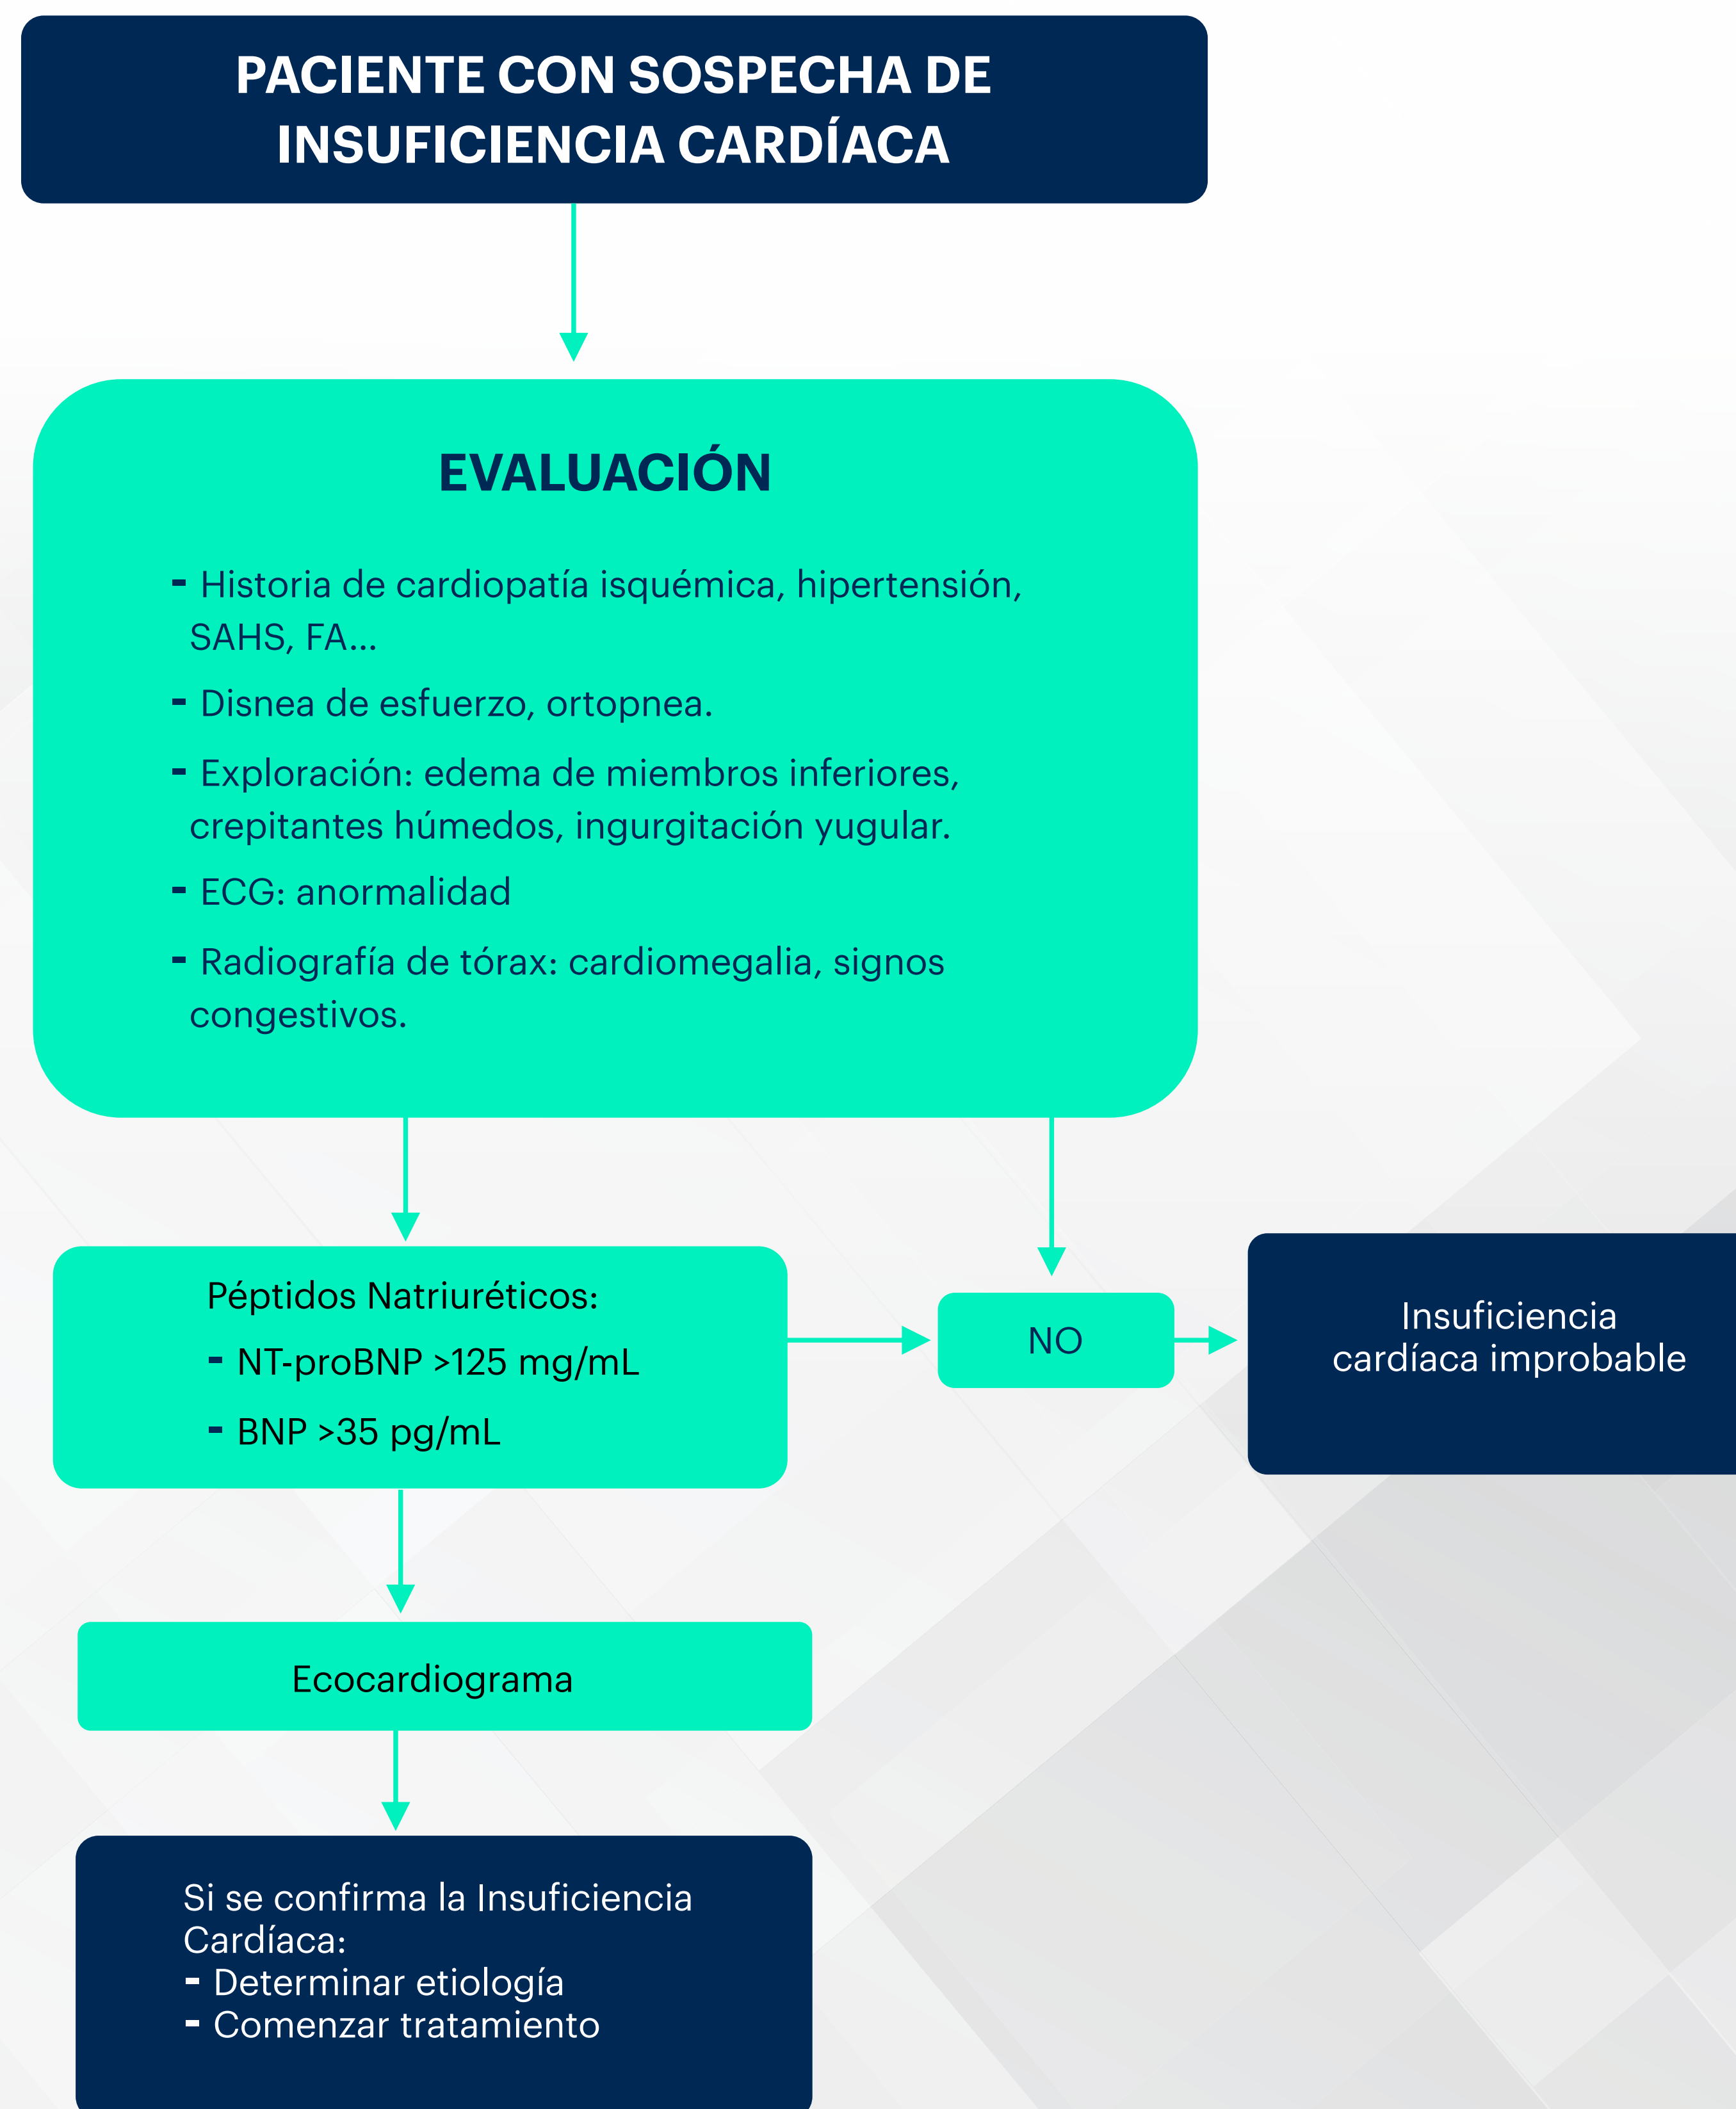 PACIENTE CON SOSPECHA DE
INSUFICIENCIA CARDÍACA
EVALUACIÓN
- Historia de cardiopatía isquémica, hipertensión,
SAHS, FA...
- Disnea de esfuerzo, ortopnea.
- Exploración: edema de miembros inferiores,
crepitantes húmedos, ingurgitación yugular.
- ECG: anormalidad
- Radiografía de tórax: cardiomegalia, signos
congestivos.
Péptidos Natriuréticos:
- NT-proBNP >125 mg/mL
- BNP >35 pg/mL
NO
Insuficiencia
cardíaca improbable
Ecocardiograma
Si se confirma la Insuficiencia
Cardíaca:
- Determinar etiología
- Comenzar tratamiento